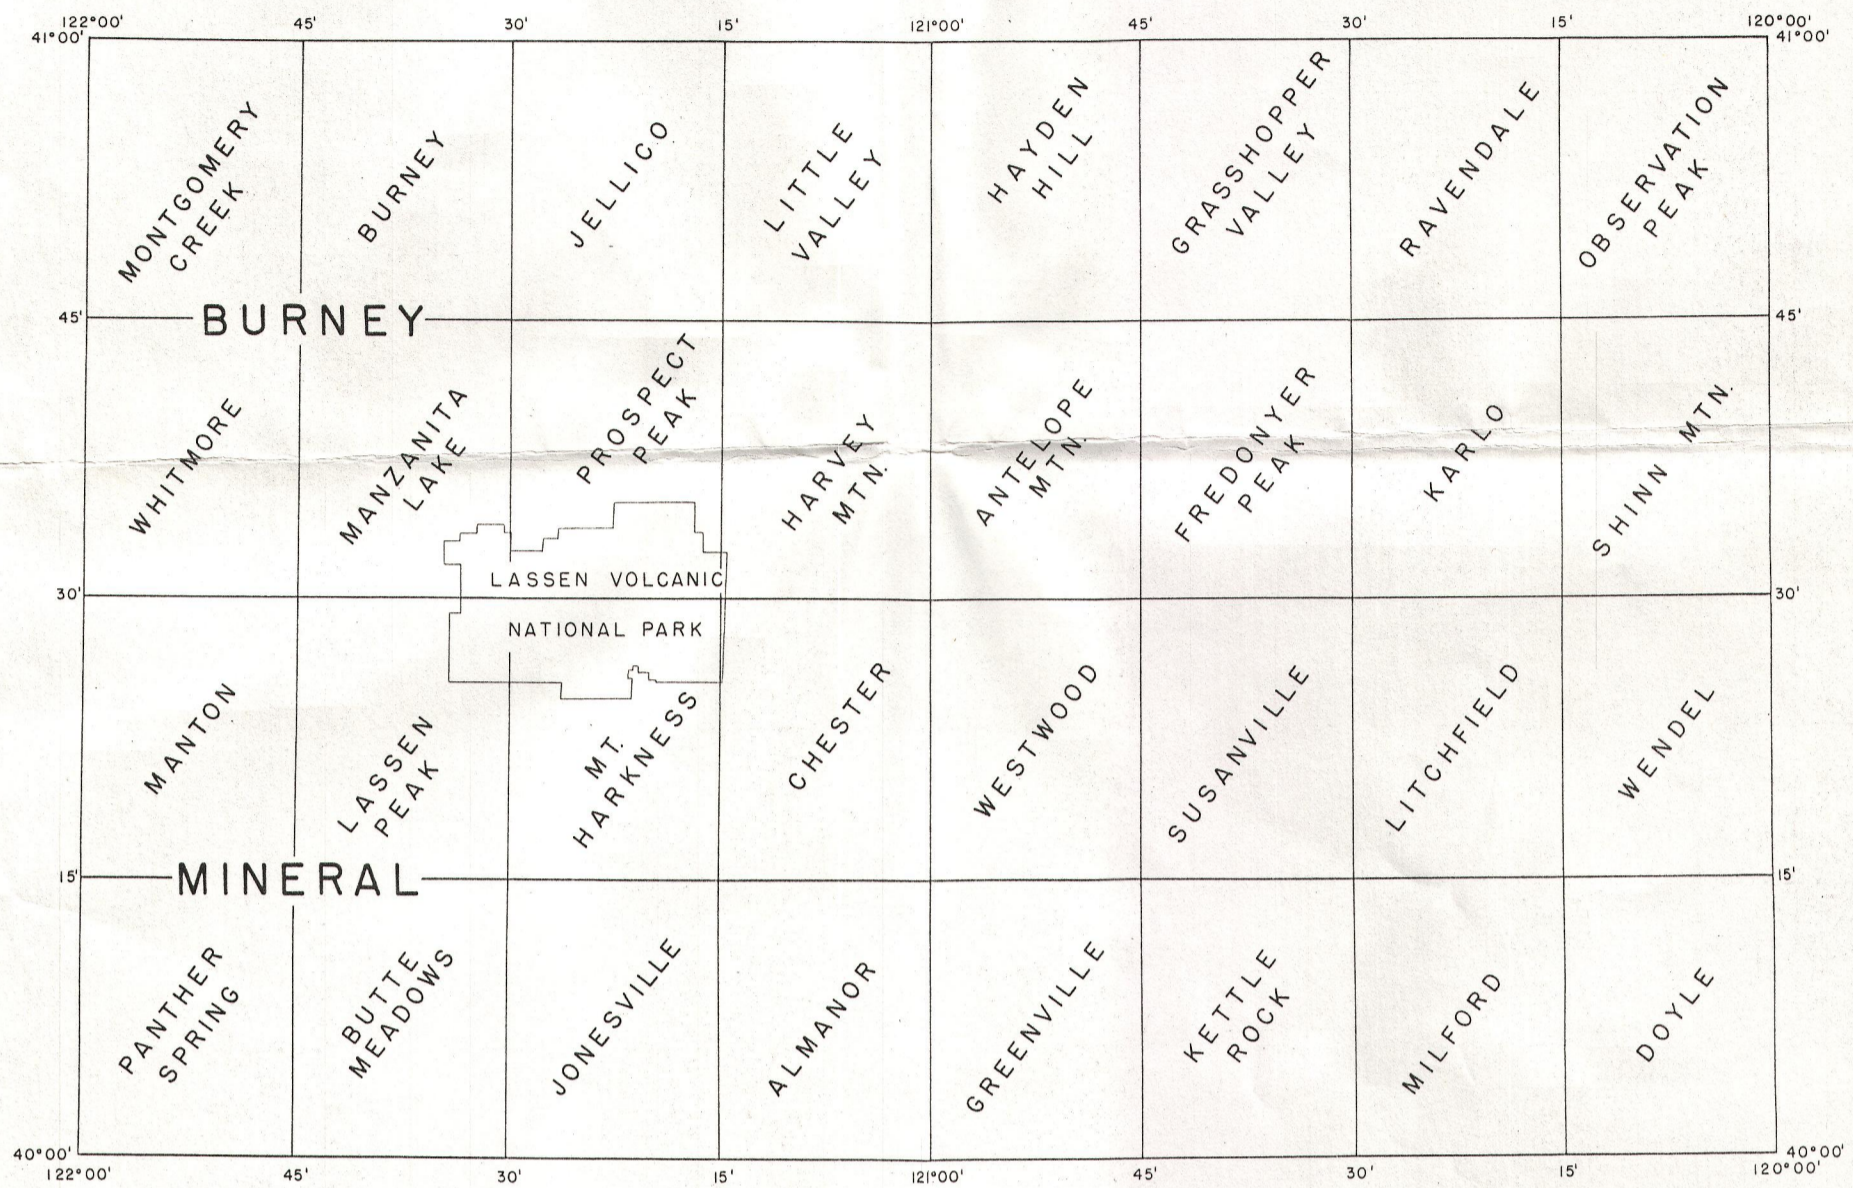 122°00' 45' 30' 15' 121°00' 45' 30' 15' 120°00'
41°00' 41°00'
MONTGOMERY
CREEK
BURNEY
JELLICO
LITTLE
VALLEY
HAYDEN
HILL
GRASSHOPPER
VALLEY
RAVENDALE
OBSERVATION
PEAK
45' BURNEY 45'
WHITMORE
MANZANITA
LAKE
PROSPECT
PEAK
HARVEY
MTN.
ANTELOPE
MTN.
FREDONYER
PEAK
KARLO
SHINN MTN.
LASSEN VOLCANIC
30' 30'
NATIONAL PARK
MANTON
LASSEN
PEAK
MT.
HARKNESS
CHESTER
WESTWOOD
SUSANVILLE
LITCHFIELD
WENDEL
15' MINERAL 15'
PANTHER
SPRING
BUTTE
MEADOWS
JONESVILLE
ALMANOR
GREENVILLE
KETTLE
ROCK
MILFORD
DOYLE
40°00' 40°00'
122°00' 45' 30' 15' 121°00' 45' 30' 15' 120°00'